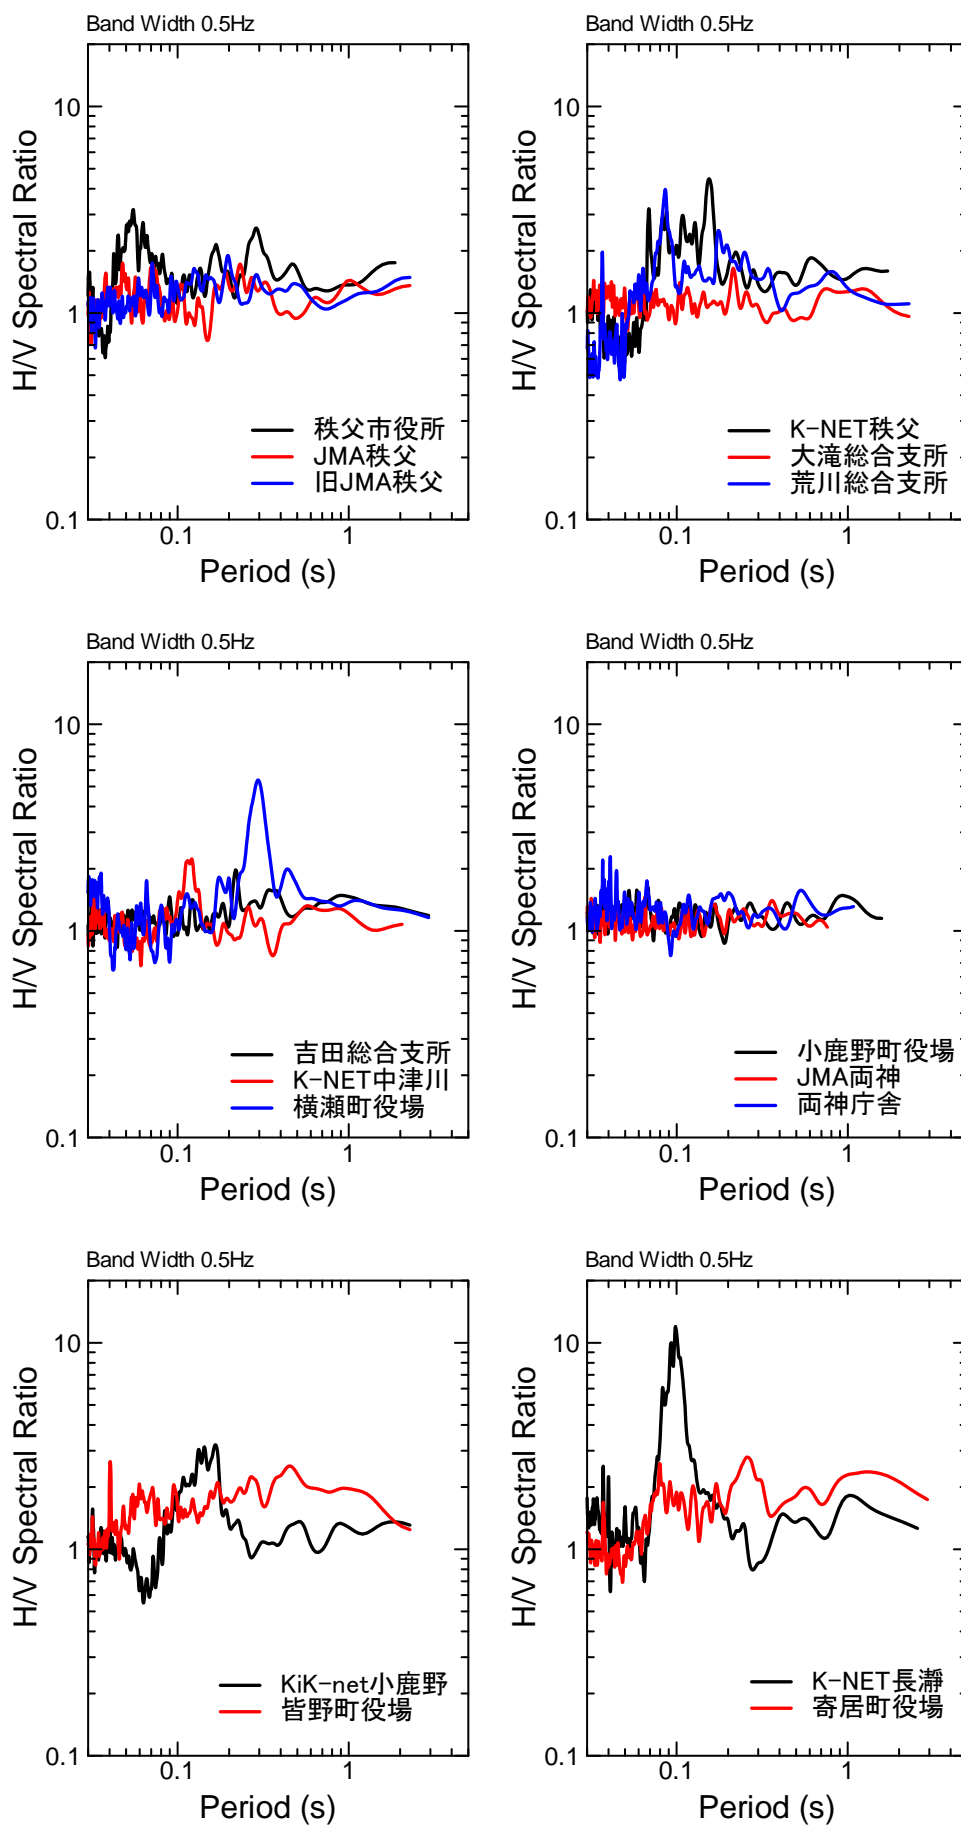 Band Width 0.5Hz
H/V Spectral Ratio
10
1
0.1
秩父市役所
JMA秩父
旧JMA秩父
0.1
1
Period (s)
Band Width 0.5Hz
H/V Spectral Ratio
10
1
0.1
K-NET秩父
大滝総合支所
荒川総合支所
0.1
1
Period (s)
Band Width 0.5Hz
H/V Spectral Ratio
10
1
0.1
吉田総合支所
K-NET中津川
横瀬町役場
0.1
1
Period (s)
Band Width 0.5Hz
H/V Spectral Ratio
10
1
0.1
小鹿野町役場
JMA両神
両神庁舎
0.1
1
Period (s)
Band Width 0.5Hz
H/V Spectral Ratio
10
1
0.1
KiK-net小鹿野
皆野町役場
0.1
1
Period (s)
Band Width 0.5Hz
H/V Spectral Ratio
10
1
0.1
K-NET長瀞
寄居町役場
0.1
1
Period (s)